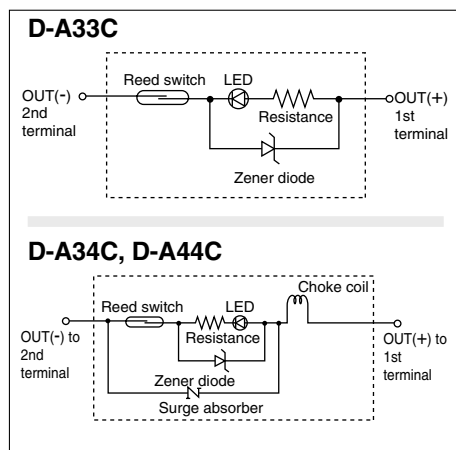 D-A33C
Reed switch
LED
OUT(-)
2nd
terminal
OUT(+)
1st
terminal
Resistance
Zener diode
D-A34C, D-A44C
Choke coil
Reed switch
LED
Resistance
OUT(-) to
2nd
terminal
OUT(+) to
1st
terminal
Zener diode
Surge absorber